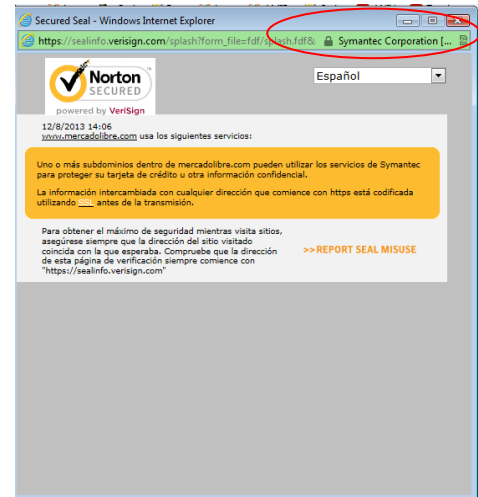 Secured Seal - Windows Internet Explorer
https://sealinfo.verisign.com/splash?form_file=fdf/splash.fdf& Symantec Corporation [...
Norton
SECURED
powered by VeriSign
Español
12/8/2013 14:06
www.mercadolibre.com usa los siguientes servicios:
Uno o más subdominios dentro de mercadolibre.com pueden utilizar los servicios de Symantec
para proteger su tarjeta de crédito u otra información confidencial.
La información intercambiada con cualquier dirección que comience con https está codificada
utilizando SSL antes de la transmisión.
Para obtener el máximo de seguridad mientras visita sitios,
asegúrese siempre que la dirección del sitio visitado
coincida con la que esperaba. Compruebe que la dirección
de esta página de verificación siempre comience con
"https://sealinfo.verisign.com"
>>REPORT SEAL MISUSE